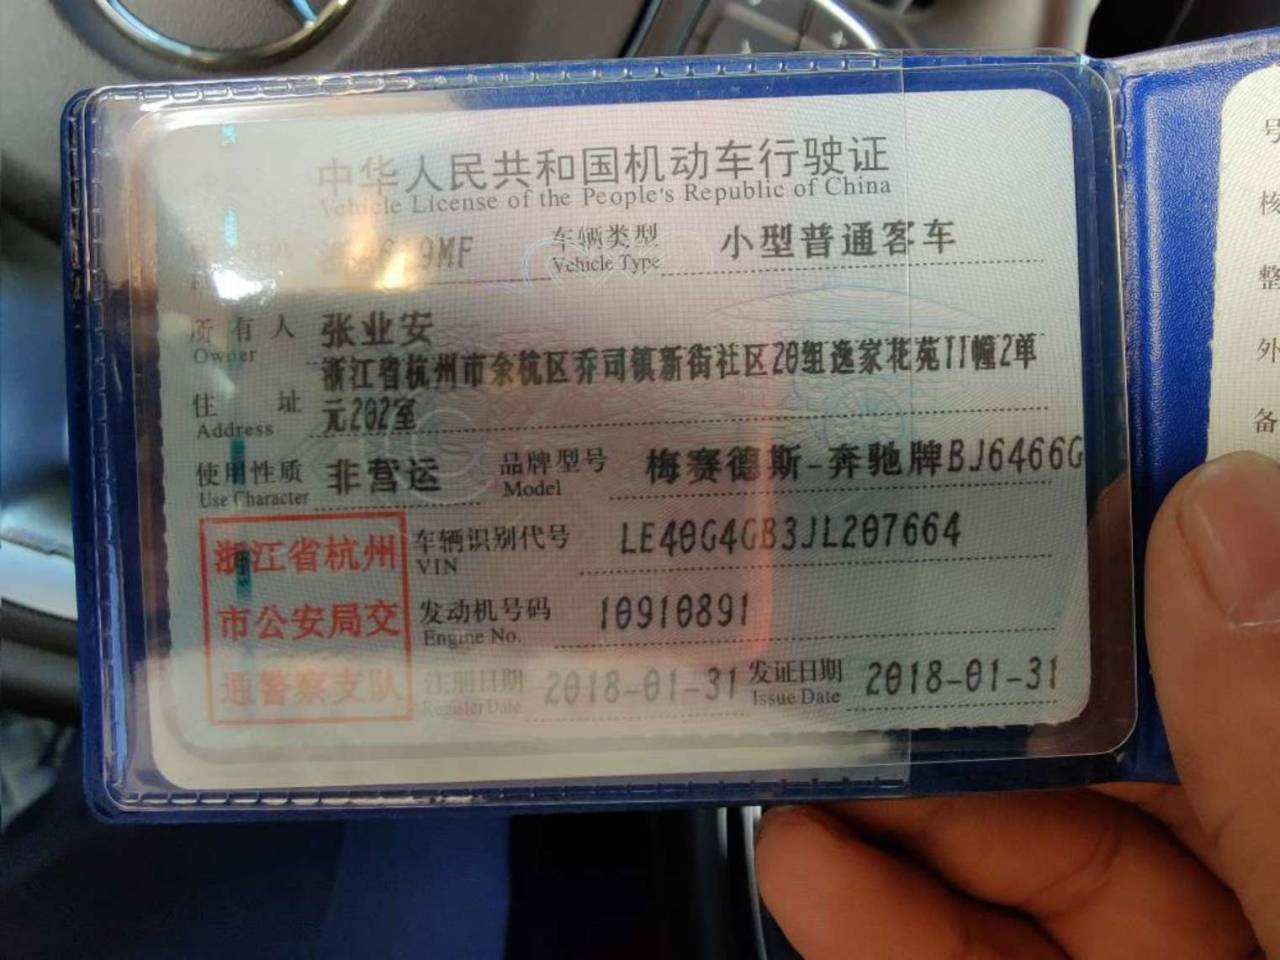 中华人民共和国机动车行驶证
Vehicle License of the People's Republic of China
9MF 车辆类型 小型普通客车
Vehicle Type
所有人 张业安
Owner
浙江省杭州市余杭区乔司镇新街社区20组逸家花苑11幢2单
住址 元202室
Address
使用性质 非营运 品牌型号 梅赛德斯-奔驰牌BJ6466G
Use Character Model
浙江省杭州 车辆识别代号 LE40G4GB3JL207664
VIN
市公安局交 发动机号码 10910891
Engine No.
通警察支队 注册日期 2018-01-31 发证日期 2018-01-31
Register Date Issue Date
号
核
整
外
备